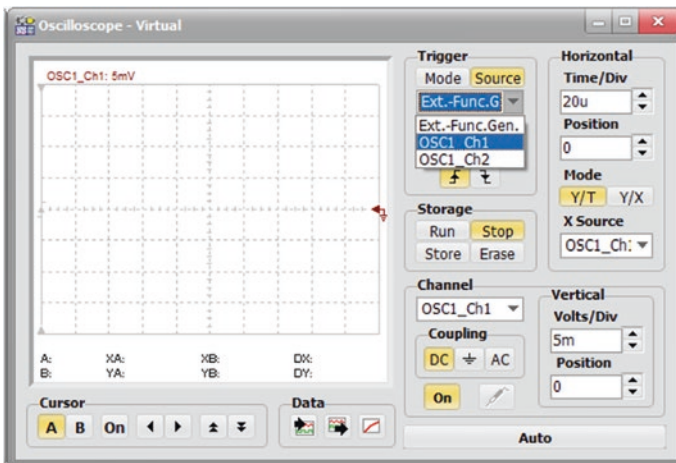 Oscilloscope - Virtual
OSC1_Ch1: 5mV
A: XA: XB: DX:
B: YA: YB: DY:
Cursor
A B On
Data
Trigger
Mode Source
Ext.-Func.G
Ext.-Func.Gen.
OSC1_Ch1
OSC1_Ch2
Storage
Run Stop
Store Erase
Horizontal
Time/Div
20u
Position
0
Mode
Y/T Y/X
X Source
OSC1_Ch
Channel
OSC1_Ch1
Coupling
DC AC
On
Vertical
Volts/Div
5m
Position
0
Auto